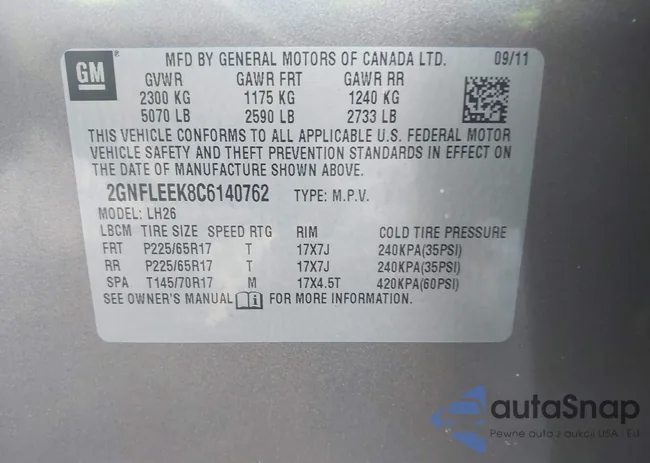 GM
MFD BY GENERAL MOTORS OF CANADA LTD. 09/11
GVWR GAWR FRT GAWR RR
2300 KG 1175 KG 1240 KG
5070 LB 2590 LB 2733 LB
THIS VEHICLE CONFORMS TO ALL APPLICABLE U.S. FEDERAL MOTOR
VEHICLE SAFETY AND THEFT PREVENTION STANDARDS IN EFFECT ON
THE DATE OF MANUFACTURE SHOWN ABOVE.
2GNFLEEK8C6140762 TYPE: M.P.V.
MODEL: LH26
LBCM TIRE SIZE SPEED RTG RIM COLD TIRE PRESSURE
FRT P225/65R17 T 17X7J 240KPA(35PSI)
RR P225/65R17 T 17X7J 240KPA(35PSI)
SPA T145/70R17 M 17X4.5T 420KPA(60PSI)
SEE OWNER'S MANUAL FOR MORE INFORMATION.
autaSnap
Pewne auta z aukcji USA - EU